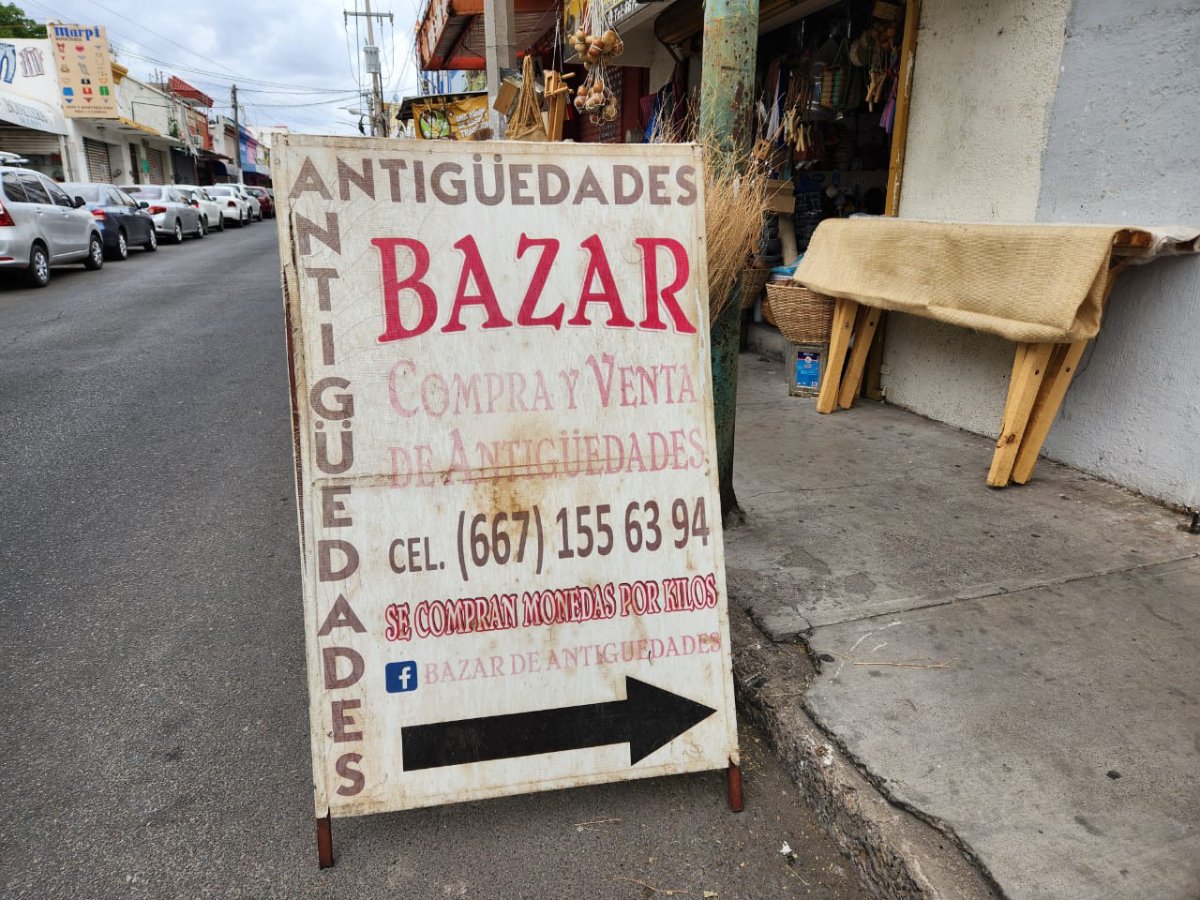 Marpi
ANTIGÜEDADES
ANTIGÜEDADES
BAZAR
COMPRA Y VENTA
DE ANTIGÜEDADES
CEL. (667) 155 63 94
SE COMPRAN MONEDAS POR KILOS
f BAZAR DE ANTIGUEDADES